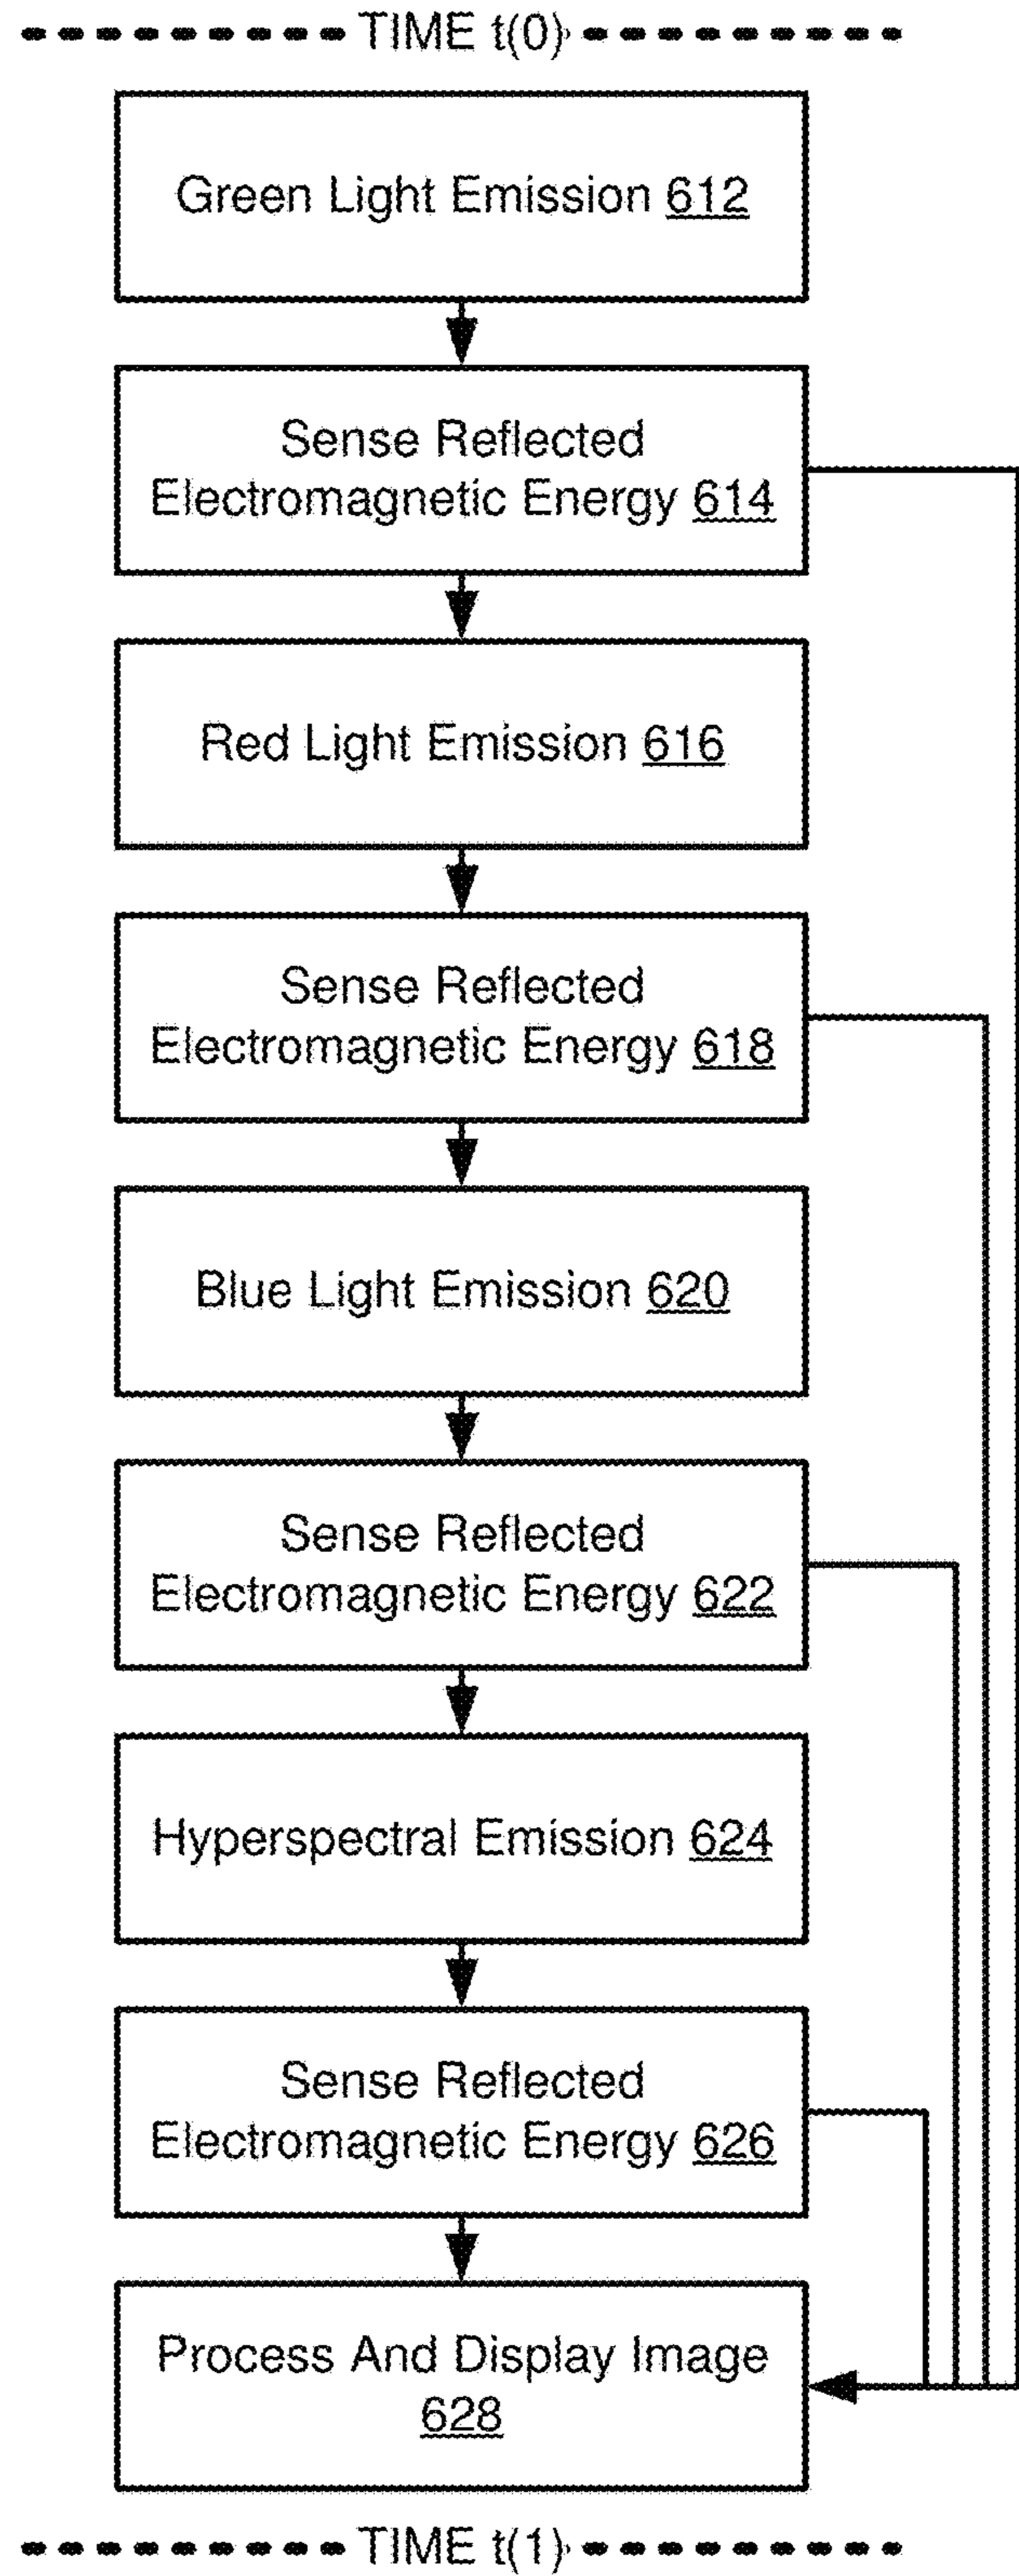 TIME t(0)
Green Light Emission 612
Sense Reflected
Electromagnetic Energy 614
Red Light Emission 616
Sense Reflected
Electromagnetic Energy 618
Blue Light Emission 620
Sense Reflected
Electromagnetic Energy 622
Hyperspectral Emission 624
Sense Reflected
Electromagnetic Energy 626
Process And Display Image
628
TIME t(1)